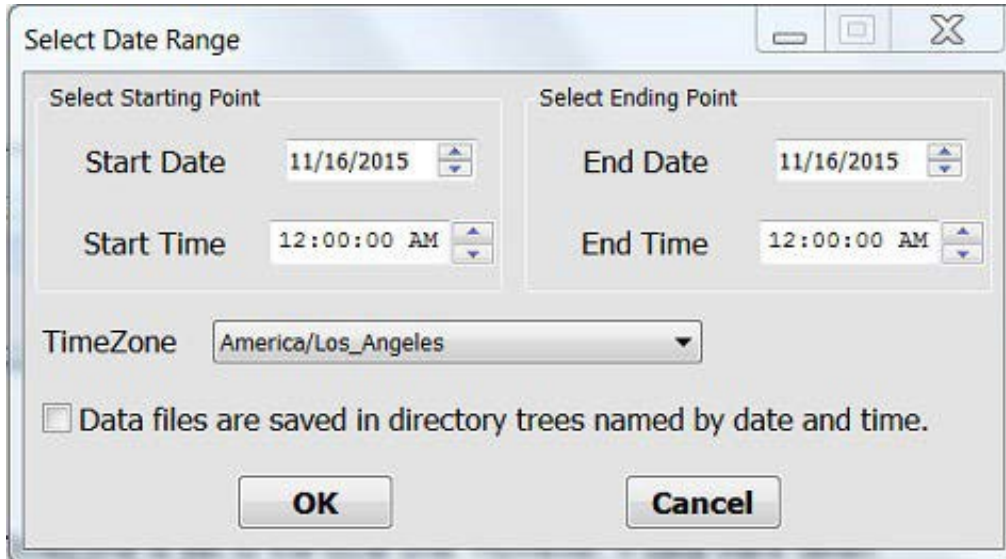 Select Date Range
Select Starting Point
Start Date 11/16/2015
Start Time 12:00:00 AM
Select Ending Point
End Date 11/16/2015
End Time 12:00:00 AM
TimeZone America/Los_Angeles
Data files are saved in directory trees named by date and time.
OK Cancel